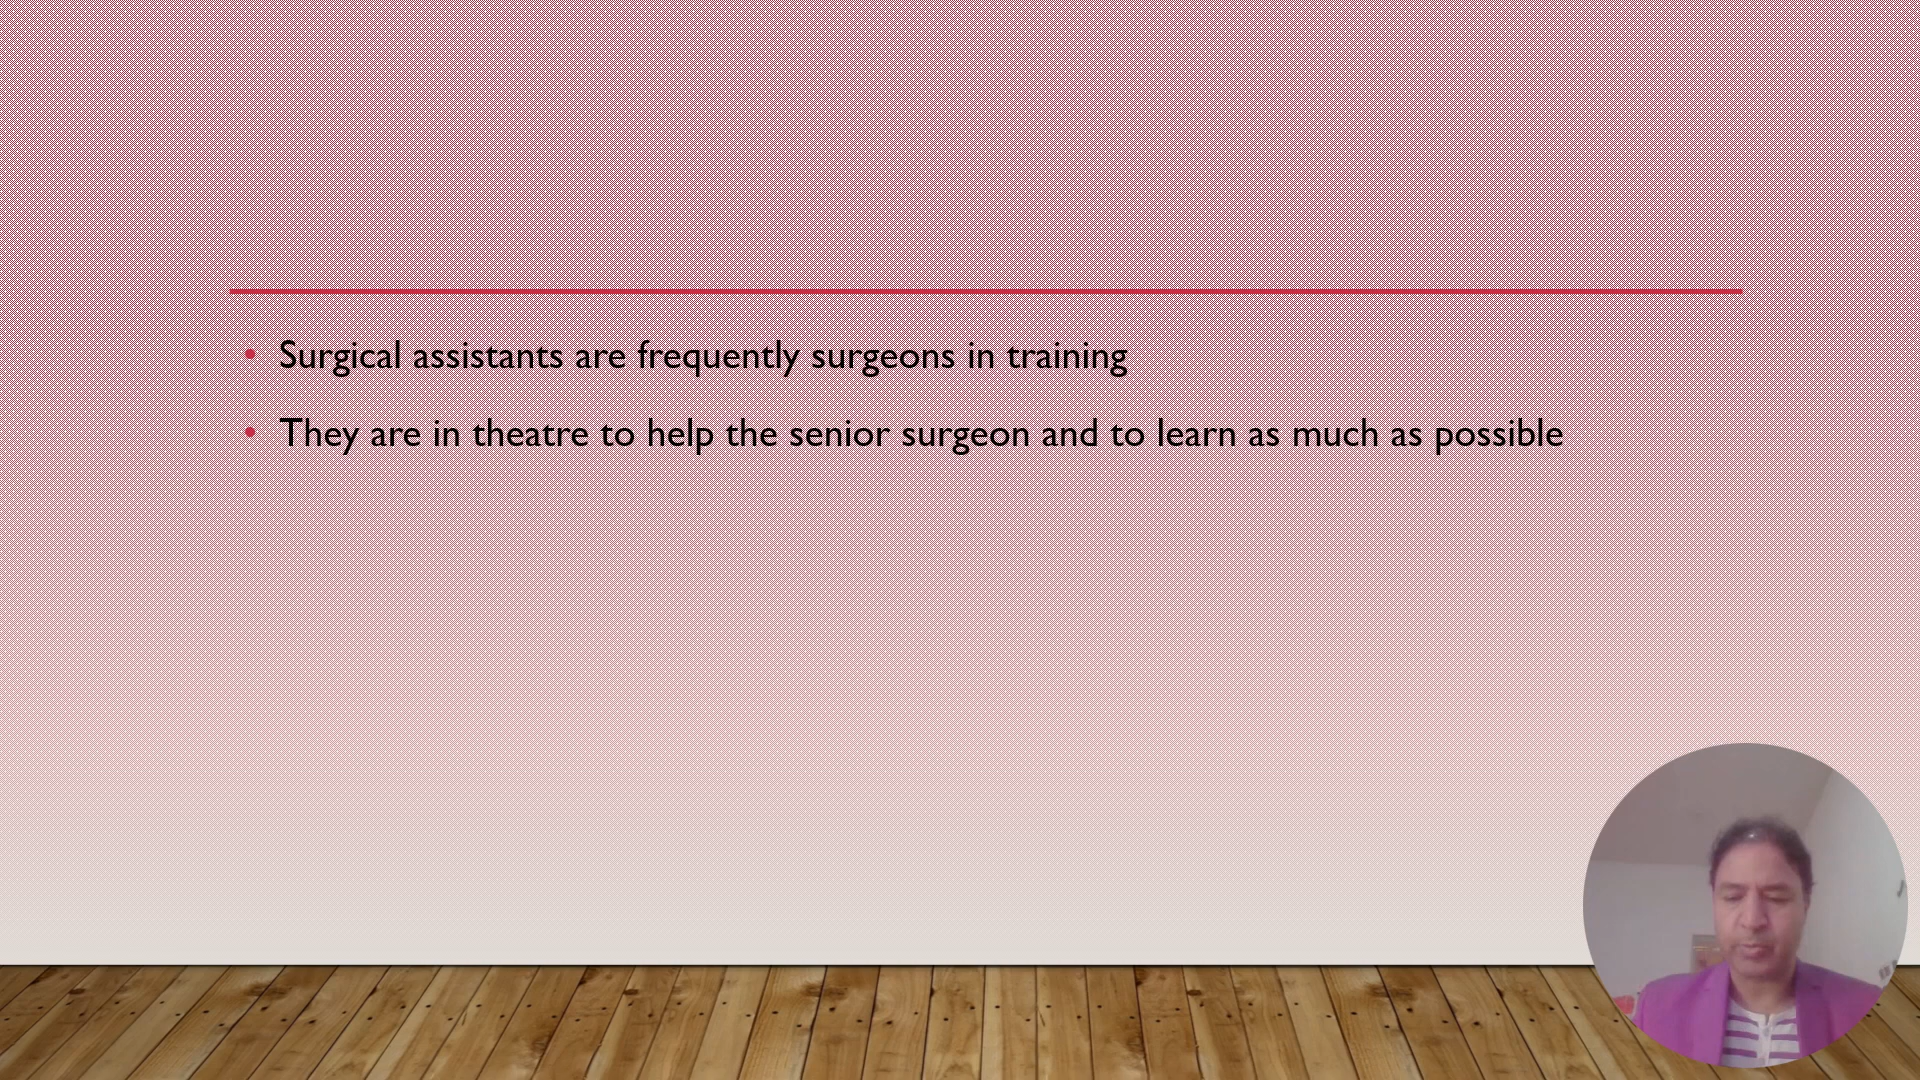 Surgical assistants are frequently surgeons in training
They are in theatre to help the senior surgeon and to learn as much as possible